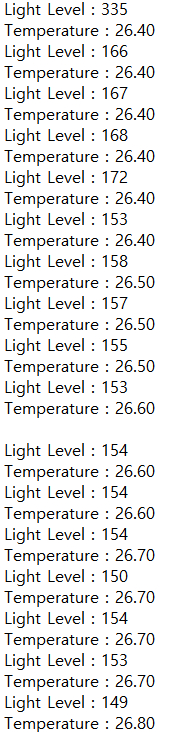 Light Level : 335
Temperature : 26.40
Light Level : 166
Temperature : 26.40
Light Level : 167
Temperature : 26.40
Light Level : 168
Temperature : 26.40
Light Level : 172
Temperature : 26.40
Light Level : 153
Temperature : 26.40
Light Level : 158
Temperature : 26.50
Light Level : 157
Temperature : 26.50
Light Level : 155
Temperature : 26.50
Light Level : 153
Temperature : 26.60

Light Level : 154
Temperature : 26.60
Light Level : 154
Temperature : 26.60
Light Level : 154
Temperature : 26.70
Light Level : 150
Temperature : 26.70
Light Level : 154
Temperature : 26.70
Light Level : 153
Temperature : 26.70
Light Level : 149
Temperature : 26.80